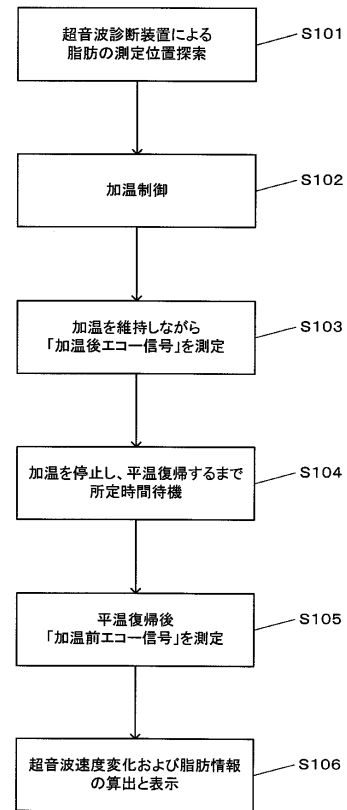 超音波診断装置による
脂肪の測定位置探索
S101
加温制御
S102
加温を維持しながら
「加温後エコー信号」を測定
S103
加温を停止し、平温復帰するまで
所定時間待機
S104
平温復帰後
「加温前エコー信号」を測定
S105
超音波速度変化および脂肪情報
の算出と表示
S106